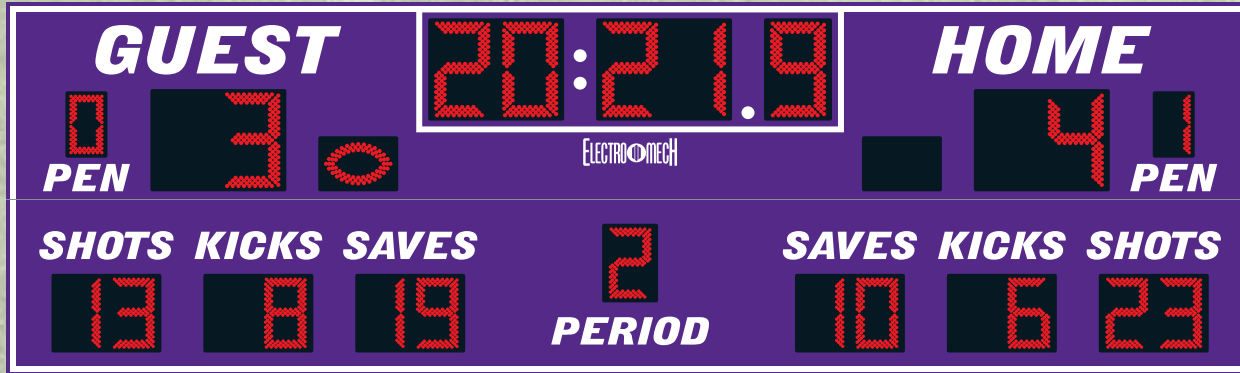 GUEST 20:21.9 HOME
0 3 4 1
PEN PEN
ELECTRO MECH
SHOTS KICKS SAVES SAVES KICKS SHOTS
13 8 19 2 10 6 23
PERIOD